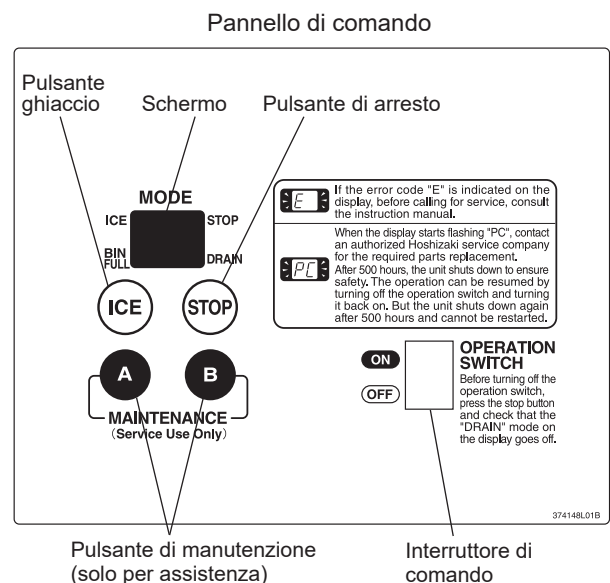 Pannello di comando
Pulsante
ghiaccio
Schermo
Pulsante di arresto
MODE
ICE
STOP
BIN
FULL
DRAIN
ICE
STOP
A
B
MAINTENANCE
(Service Use Only)
E
If the error code "E" is indicated on the
display, before calling for service, consult
the instruction manual.
PC
When the display starts flashing "PC", contact
an authorized Hoshizaki service company
for the required parts replacement.
After 500 hours, the unit shuts down to ensure
safety. The operation can be resumed by
turning off the operation switch and turning
it back on. But the unit shuts down again
after 500 hours and cannot be restarted.
ON
OFF
OPERATION
SWITCH
Before turning off the
operation switch,
press the stop button
and check that the
"DRAIN" mode on
the display goes off.
374148L01B
Pulsante di manutenzione
(solo per assistenza)
Interruttore di
comando